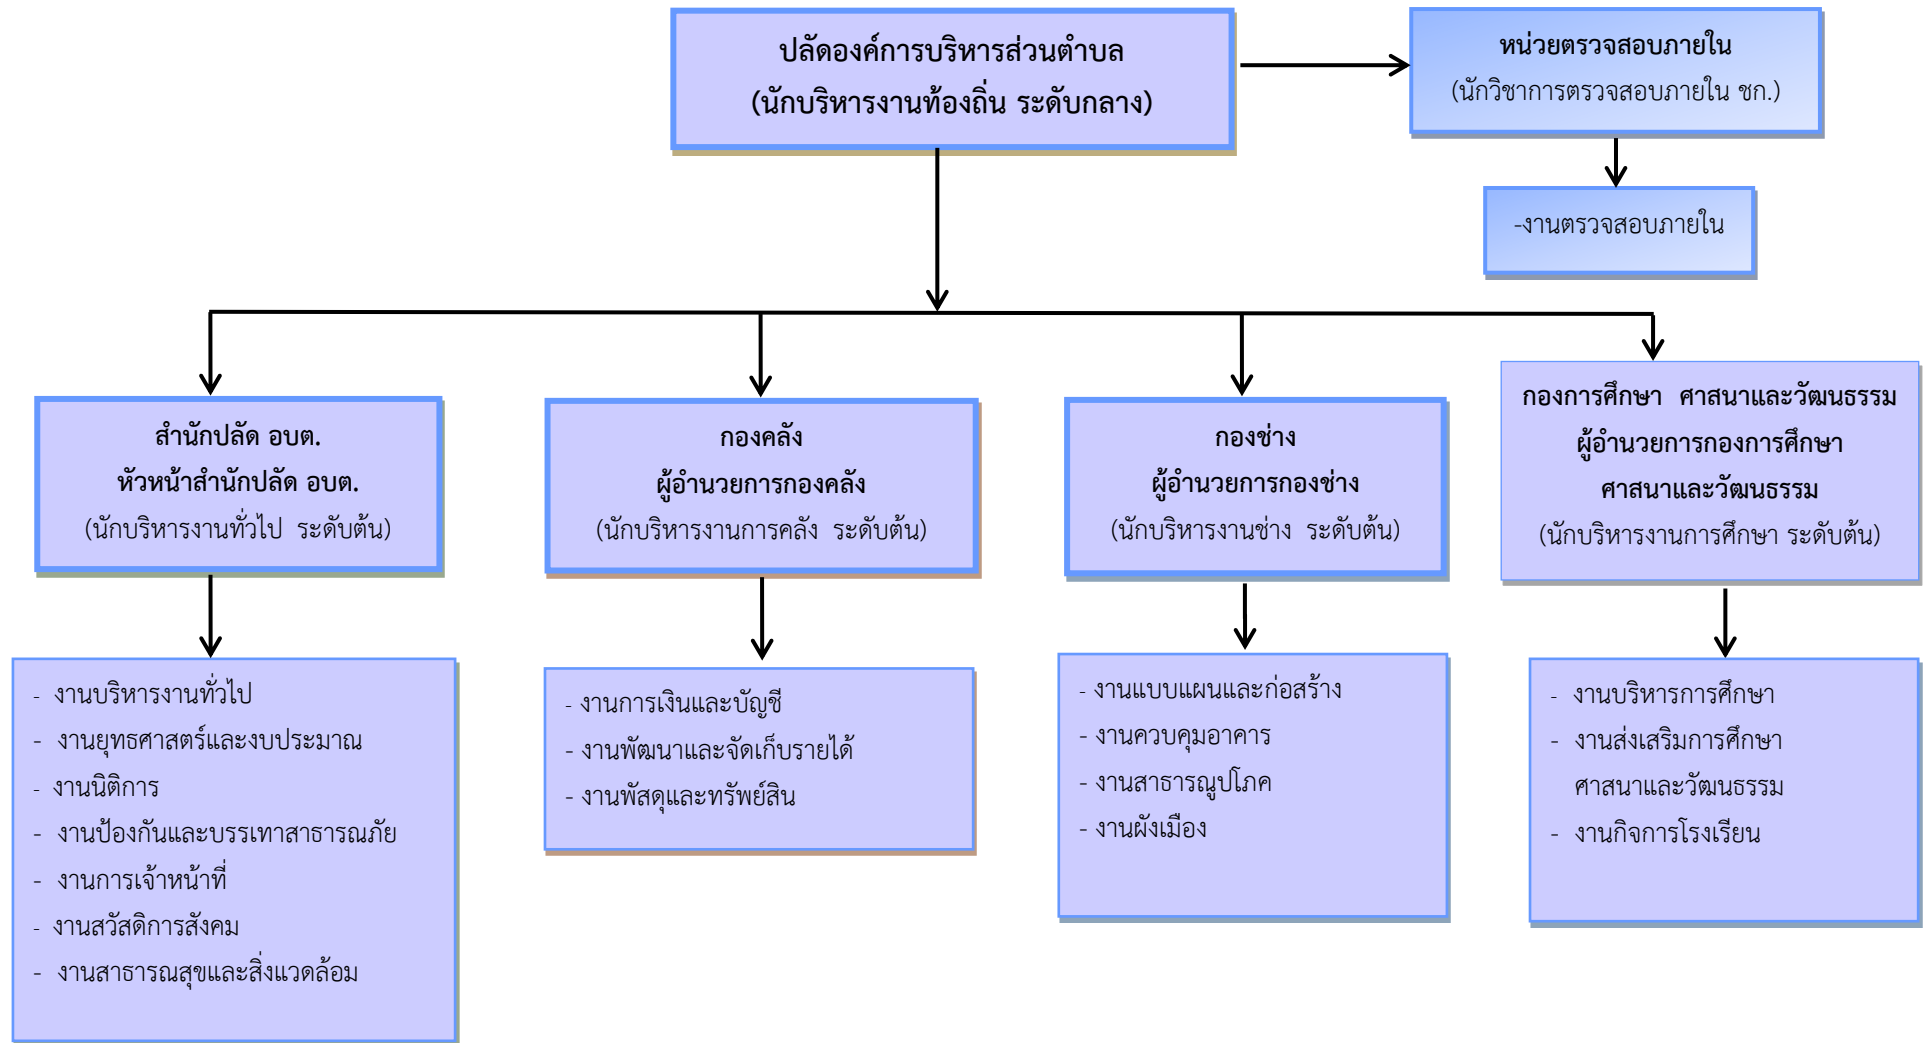 ปลัดองค์การบริหารส่วนตำบล
(นักบริหารงานท้องถิ่น ระดับกลาง)
หน่วยตรวจสอบภายใน
(นักวิชาการตรวจสอบภายใน ชก.)
-งานตรวจสอบภายใน
สำนักปลัด อบต.
หัวหน้าสำนักปลัด อบต.
(นักบริหารงานทั่วไป ระดับต้น)
กองคลัง
ผู้อำนวยการกองคลัง
(นักบริหารงานการคลัง ระดับต้น)
กองช่าง
ผู้อำนวยการกองช่าง
(นักบริหารงานช่าง ระดับต้น)
กองการศึกษา ศาสนาและวัฒนธรรม
ผู้อำนวยการกองการศึกษา
ศาสนาและวัฒนธรรม
(นักบริหารงานการศึกษา ระดับต้น)
- งานบริหารงานทั่วไป
- งานยุทธศาสตร์และงบประมาณ
- งานนิติการ
- งานป้องกันและบรรเทาสาธารณภัย
- งานการเจ้าหน้าที่
- งานสวัสดิการสังคม
- งานสาธารณสุขและสิ่งแวดล้อม
- งานการเงินและบัญชี
- งานพัฒนาและจัดเก็บรายได้
- งานพัสดุและทรัพย์สิน
- งานแบบแผนและก่อสร้าง
- งานควบคุมอาคาร
- งานสาธารณูปโภค
- งานผังเมือง
- งานบริหารการศึกษา
- งานส่งเสริมการศึกษา
ศาสนาและวัฒนธรรม
- งานกิจการโรงเรียน